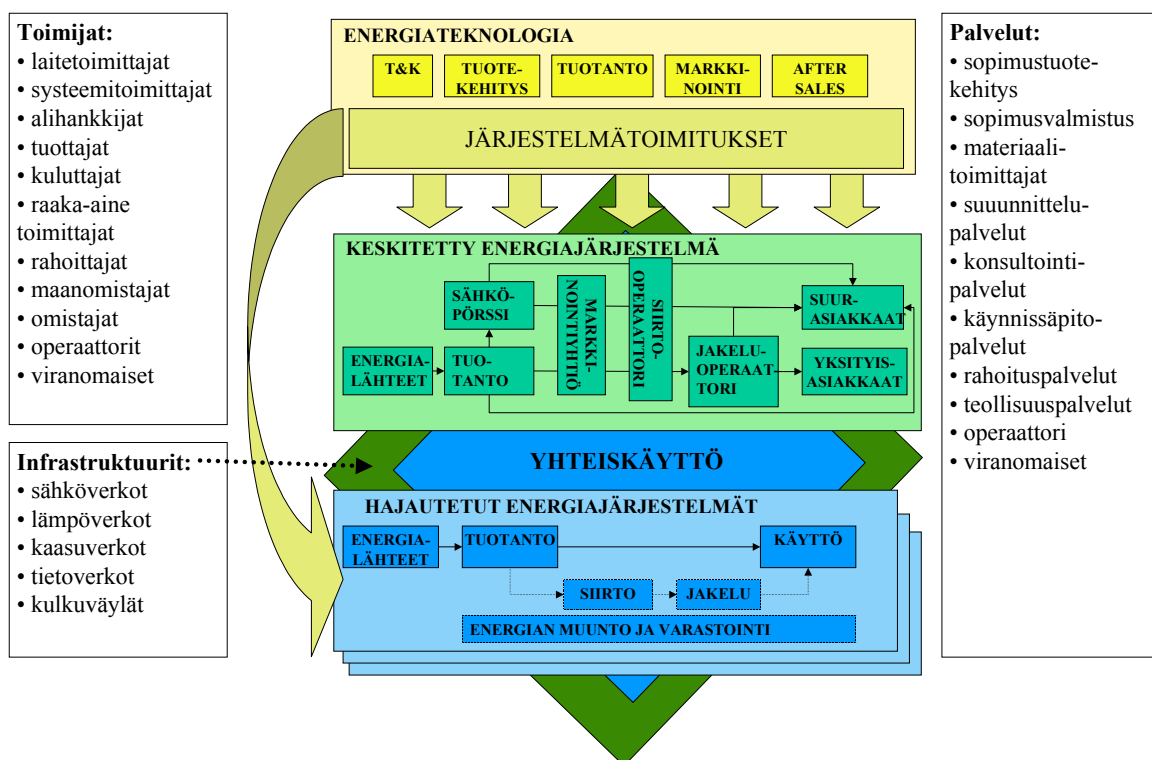 Toimijat:
• laitetoimittajat
• systeemitoimittajat
• alihankkijat
• tuottajat
• kuluttajat
• raaka-aine
toimittajat
• rahoittajat
• maanomistajat
• omistajat
• operaattorit
• viranomaiset
Infrastruktuurit:
• sähköverkot
• lämpöverkot
• kaasuverkot
• tietoverkot
• kulkuväylät
ENERGIATEKNOLOGIA
T&K
TUOTE-
KEHITYS
TUOTANTO
MARKKI-
NOINTI
AFTER
SALES
JÄRJESTELMÄTOIMITUKSET
KESKITETTY ENERGIAJÄRJESTELMÄ
SÄHKÖ-
PÖRSSI
MARKKI-
NOINTIYHTIÖ
SIIRTO-
OPERAATTORI
SUUR-
ASIAKKAAT
ENERGIA-
LÄHTEET
TUO-
TANTO
JAKELU-
OPERAAT
TORI
YKSITYIS-
ASIAKKAAT
YHTEISKÄYTTÖ
HAJAUTETUT ENERGIAJÄRJESTELMÄT
ENERGIA-
LÄHTEET
TUOTANTO
KÄYTTÖ
SIIRTO
JAKELU
ENERGIAN MUUNTO JA VARASTOINTI
Palvelut:
• sopimustuote-
kehitys
• sopimusvalmistus
• materiaali-
toimittajat
• suuunnittelu-
palvelut
• konsultointi-
palvelut
• käynnissäpito-
palvelut
• rahoituspalvelut
• teollisuuspalvelut
• operaattori
• viranomaiset